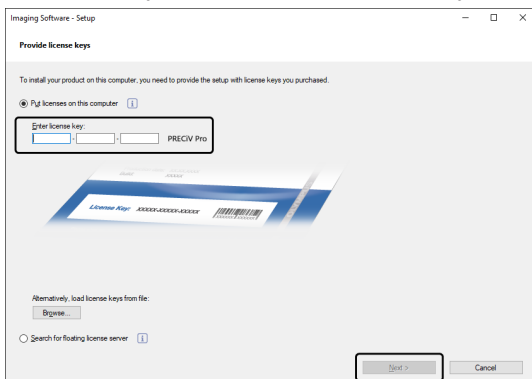 Imaging Software - Setup
Provide license keys
To install your product on this computer, you need to provide the setup with license keys you purchased.
Put licenses on this computer
Enter license key:
- - PRECiV Pro
License Key: XXXXX-XXXXX-XXXXX
Alternatively, load license keys from file:
Browse...
Search for floating license server
Next > Cancel